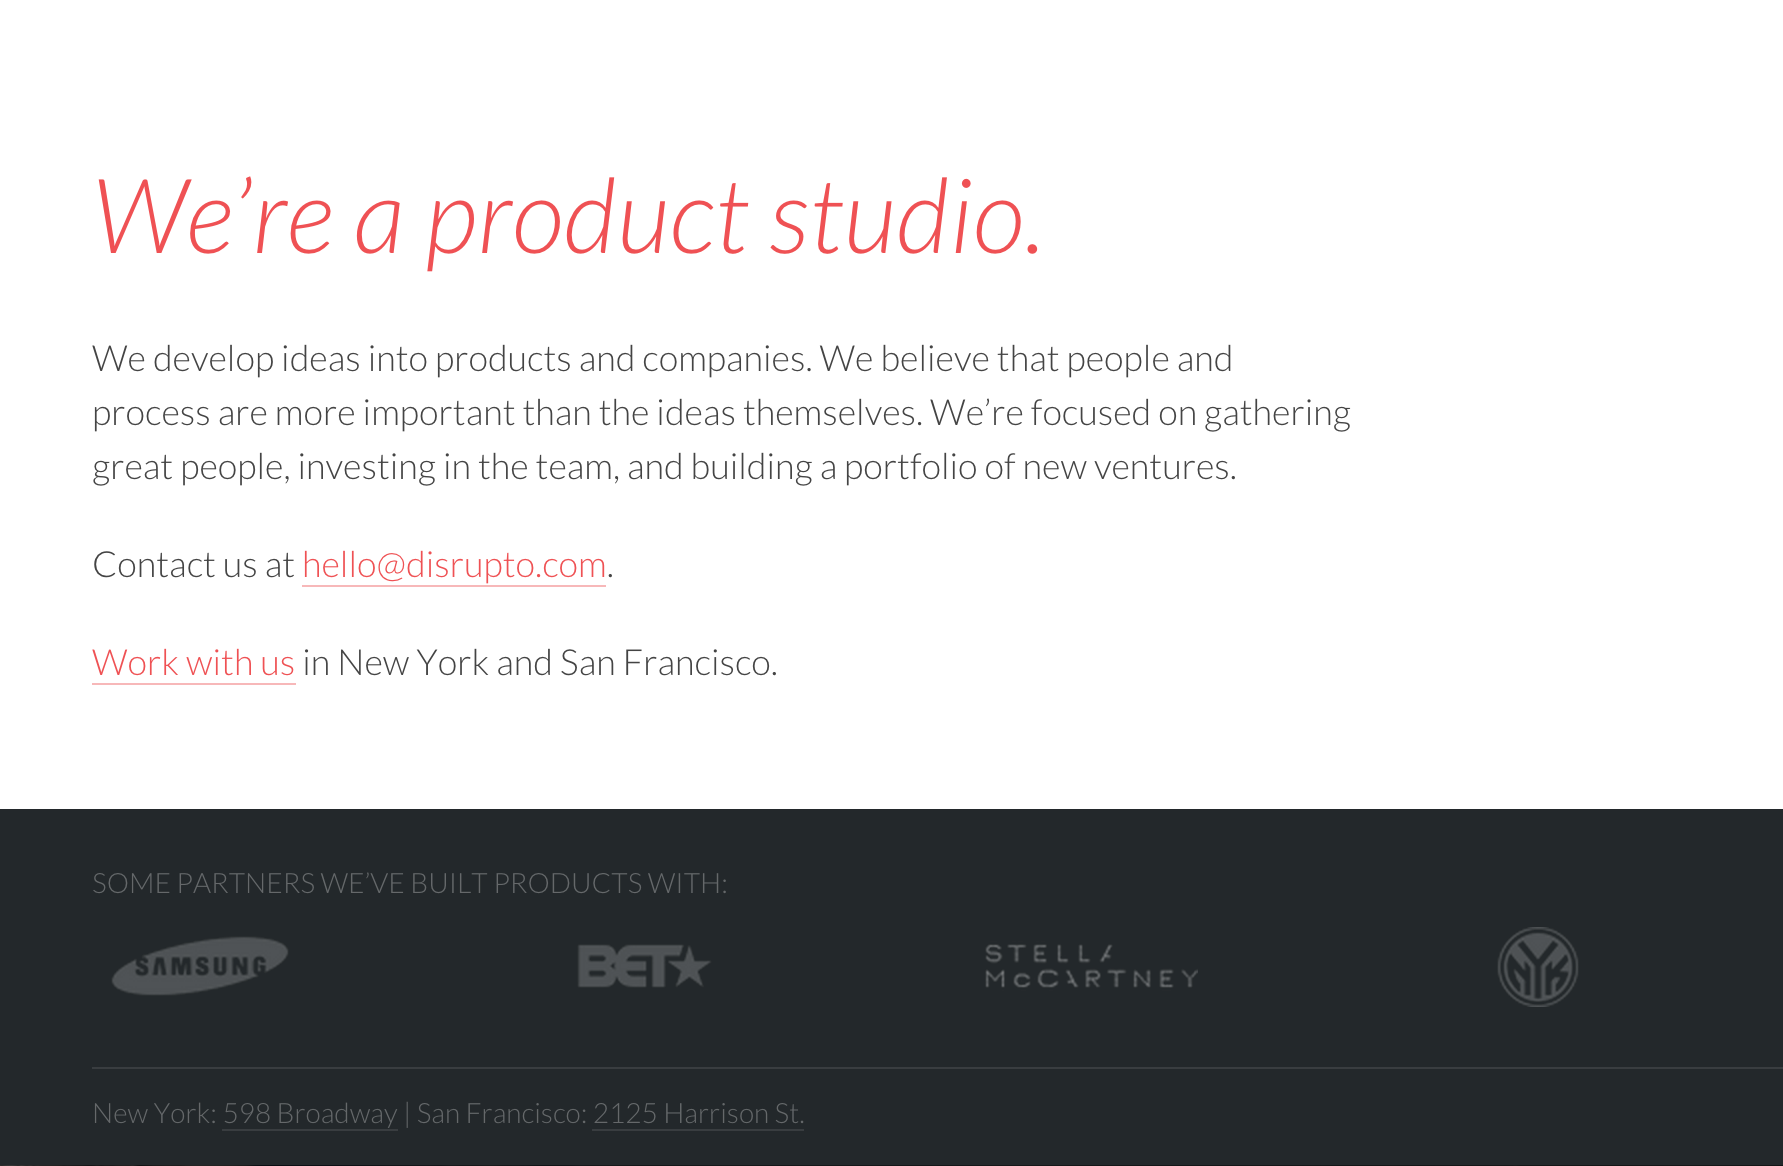 We’re a product studio.
We develop ideas into products and companies. We believe that people and
process are more important than the ideas themselves. We’re focused on gathering
great people, investing in the team, and building a portfolio of new ventures.
Contact us at hello@disrupto.com.
Work with us in New York and San Francisco.
SOME PARTNERS WE’VE BUILT PRODUCTS WITH:
SAMSUNG
BET
STELLA
McCARTNEY
NYK
New York: 598 Broadway | San Francisco: 2125 Harrison St.